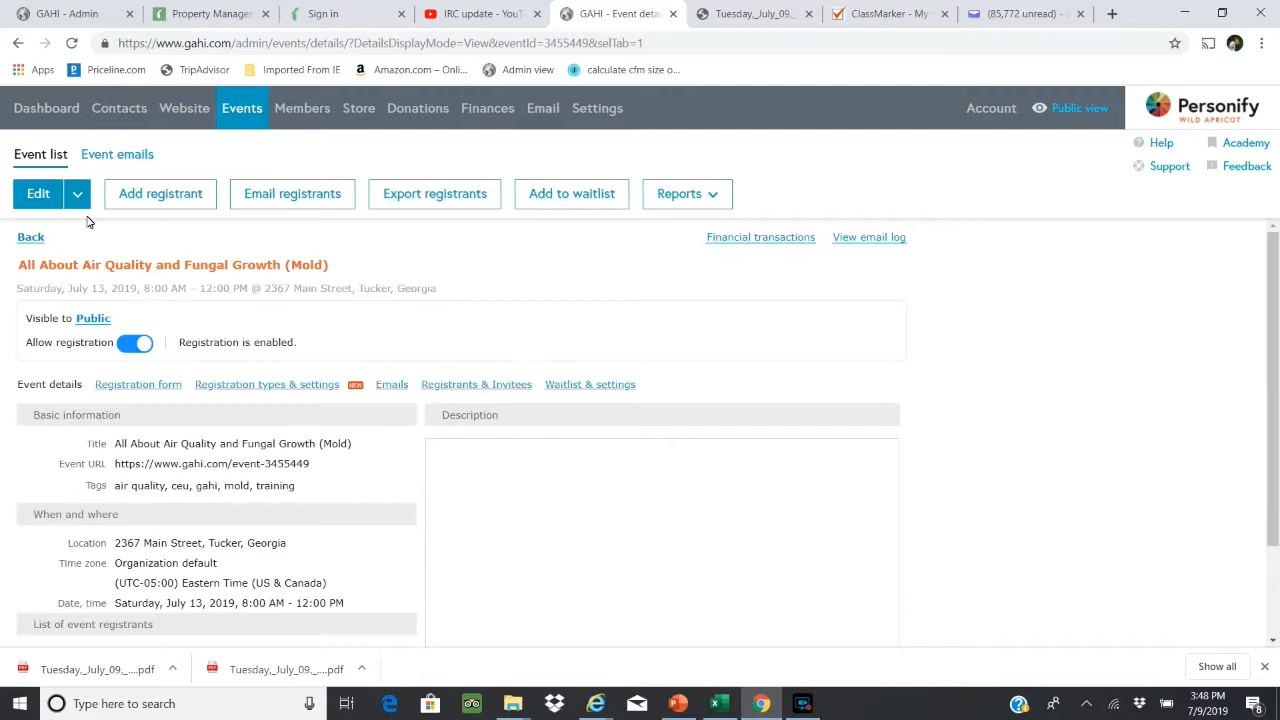 GAHI - Admin
Property Manager
Sign in
IRC update - YouT
GAHI - Event deta
Tuesday,_July_09,_
ClassMarker - My
(85,772 unread) -
https://www.gahi.com/admin/events/details/?DetailsDisplayMode=View&eventId=3455449&selTab=1
Apps
Priceline.com
TripAdvisor
Imported From IE
Amazon.com – Onli...
Admin view
calculate cfm size o...
Dashboard
Contacts
Website
Events
Members
Store
Donations
Finances
Email
Settings
Account
Public view
Personify
WILD APRICOT
Event list
Event emails
Help
Academy
Support
Feedback
Edit
Add registrant
Email registrants
Export registrants
Add to waitlist
Reports
Back
Financial transactions
View email log
All About Air Quality and Fungal Growth (Mold)
Saturday, July 13, 2019, 8:00 AM – 12:00 PM @ 2367 Main Street, Tucker, Georgia
Visible to Public
Allow registration
Registration is enabled.
Event details
Registration form
Registration types & settings
NEW
Emails
Registrants & Invitees
Waitlist & settings
Basic information
Description
Title All About Air Quality and Fungal Growth (Mold)
Event URL https://www.gahi.com/event-3455449
Tags air quality, ceu, gahi, mold, training
When and where
Location 2367 Main Street, Tucker, Georgia
Time zone Organization default
(UTC-05:00) Eastern Time (US & Canada)
Date, time Saturday, July 13, 2019, 8:00 AM - 12:00 PM
List of event registrants
Tuesday,_July_09,_....pdf
Tuesday,_July_09,_....pdf
Show all
Type here to search
3:48 PM
7/9/2019
8